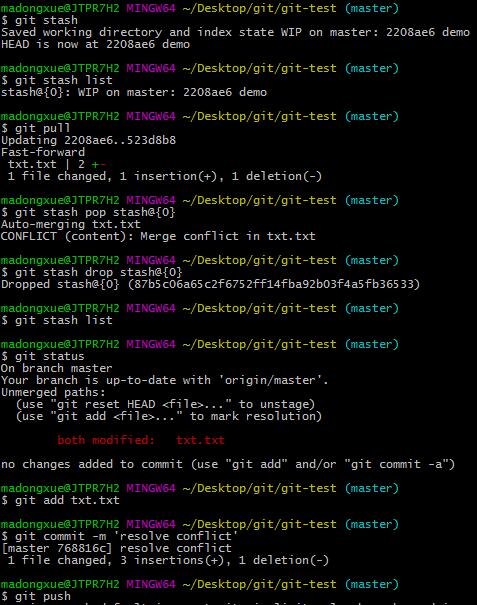 madongxue@JTPR7H2 MINGW64 ~/Desktop/git/git-test (master)
$ git stash
Saved working directory and index state WIP on master: 2208ae6 demo
HEAD is now at 2208ae6 demo
madongxue@JTPR7H2 MINGW64 ~/Desktop/git/git-test (master)
$ git stash list
stash@{0}: WIP on master: 2208ae6 demo
madongxue@JTPR7H2 MINGW64 ~/Desktop/git/git-test (master)
$ git pull
Updating 2208ae6..523d8b8
Fast-forward
txt.txt | 2 +-
1 file changed, 1 insertion(+), 1 deletion(-)
madongxue@JTPR7H2 MINGW64 ~/Desktop/git/git-test (master)
$ git stash pop stash@{0}
Auto-merging txt.txt
CONFLICT (content): Merge conflict in txt.txt
madongxue@JTPR7H2 MINGW64 ~/Desktop/git/git-test (master)
$ git stash drop stash@{0}
Dropped stash@{0} (87b5c06a65c2f6752ff14fba92b03f4a5fb36533)
madongxue@JTPR7H2 MINGW64 ~/Desktop/git/git-test (master)
$ git stash list
madongxue@JTPR7H2 MINGW64 ~/Desktop/git/git-test (master)
$ git status
On branch master
Your branch is up-to-date with 'origin/master'.
Unmerged paths:
(use "git reset HEAD <file>..." to unstage)
(use "git add <file>..." to mark resolution)
both modified: txt.txt
no changes added to commit (use "git add" and/or "git commit -a")
madongxue@JTPR7H2 MINGW64 ~/Desktop/git/git-test (master)
$ git add txt.txt
madongxue@JTPR7H2 MINGW64 ~/Desktop/git/git-test (master)
$ git commit -m 'resolve conflict'
[master 768816c] resolve conflict
1 file changed, 3 insertions(+), 1 deletion(-)
madongxue@JTPR7H2 MINGW64 ~/Desktop/git/git-test (master)
$ git push